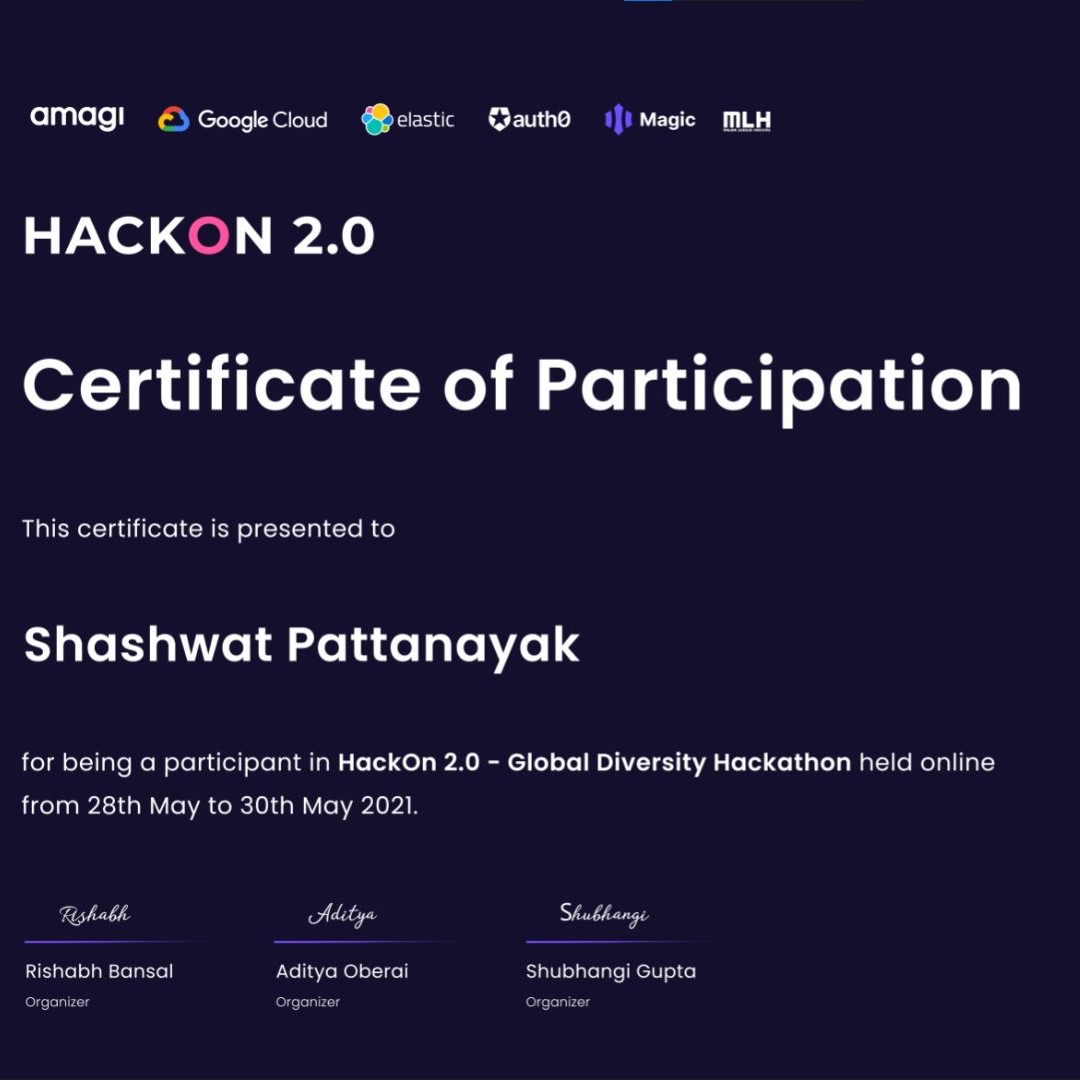 amagi Google Cloud elastic auth0 Magic MLH
HACKON 2.0
Certificate of Participation
This certificate is presented to
Shashwat Pattanayak
for being a participant in HackOn 2.0 - Global Diversity Hackathon held online
from 28th May to 30th May 2021.
Rishabh Aditya Shubhangi
Rishabh Bansal Aditya Oberai Shubhangi Gupta
Organizer Organizer Organizer